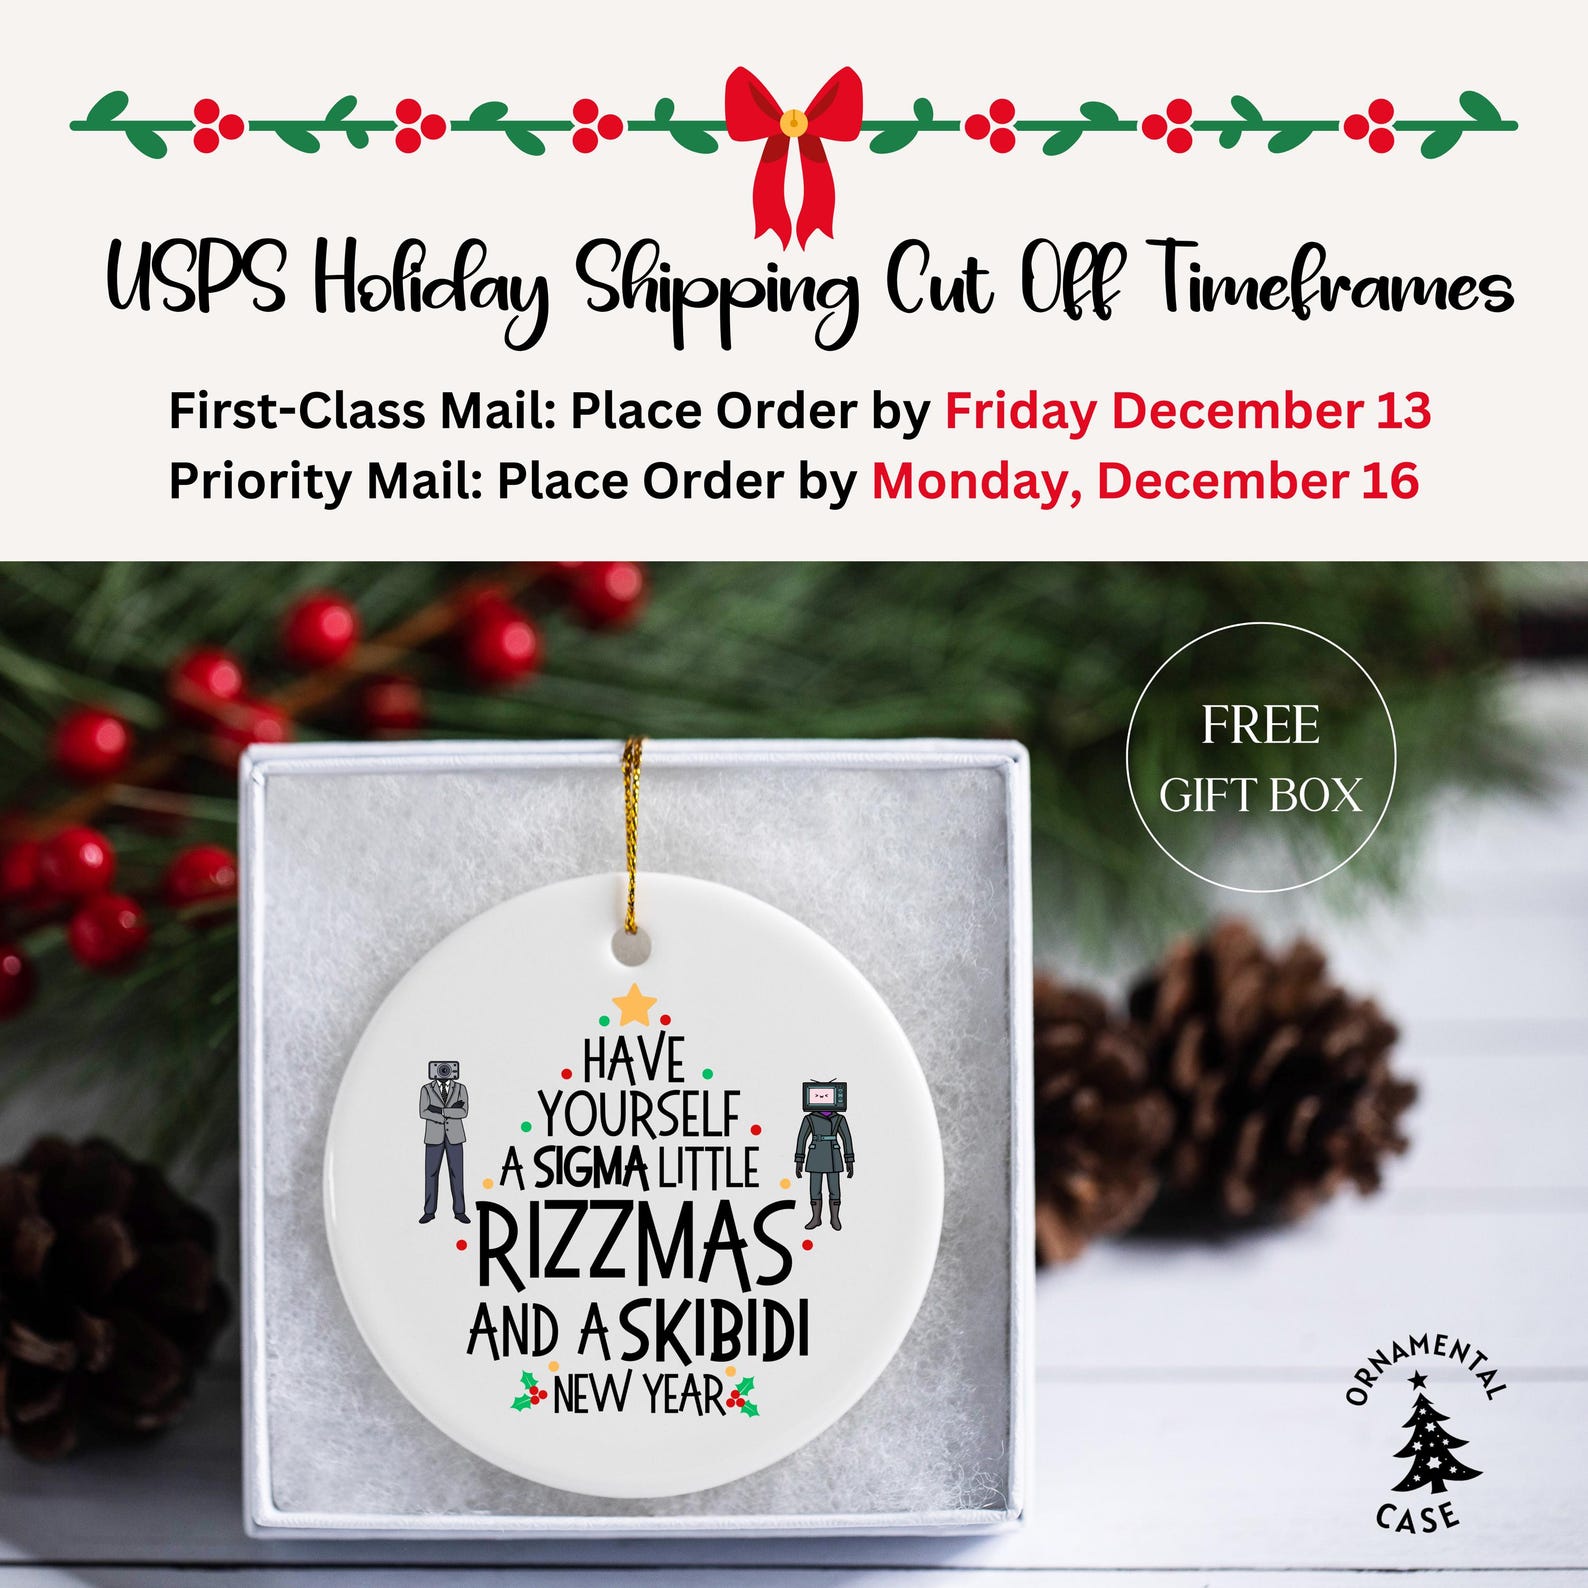 USPS Holiday Shipping Cut Off Timeframes
First-Class Mail: Place Order by Friday December 13
Priority Mail: Place Order by Monday, December 16
FREE
GIFT BOX
HAVE
YOURSELF
A SIGMA LITTLE
RIZZMAS
AND A SKIBIDI
NEW YEAR
ORNAMENTAL
CASE